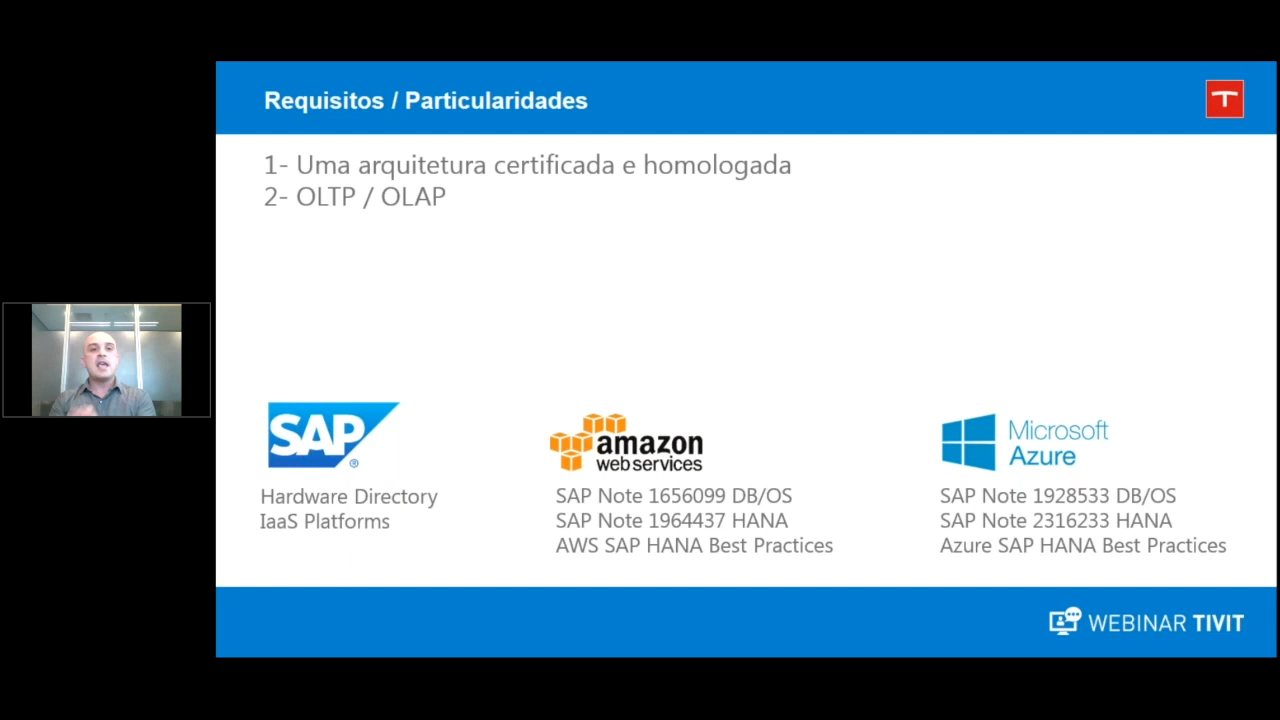 Requisitos / Particularidades
T
1- Uma arquitetura certificada e homologada
2- OLTP / OLAP
SAP ®
Hardware Directory
IaaS Platforms
amazon
web services
SAP Note 1656099 DB/OS
SAP Note 1964437 HANA
AWS SAP HANA Best Practices
Microsoft
Azure
SAP Note 1928533 DB/OS
SAP Note 2316233 HANA
Azure SAP HANA Best Practices
WEBINAR TIVIT